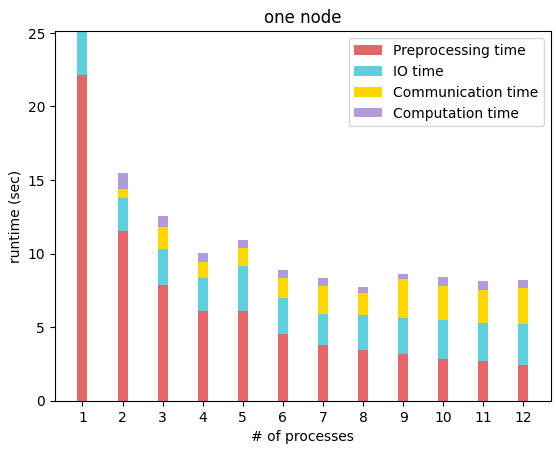 one node
Preprocessing time
IO time
Communication time
Computation time
runtime (sec)
25
20
15
10
5
0
1 2 3 4 5 6 7 8 9 10 11 12
# of processes